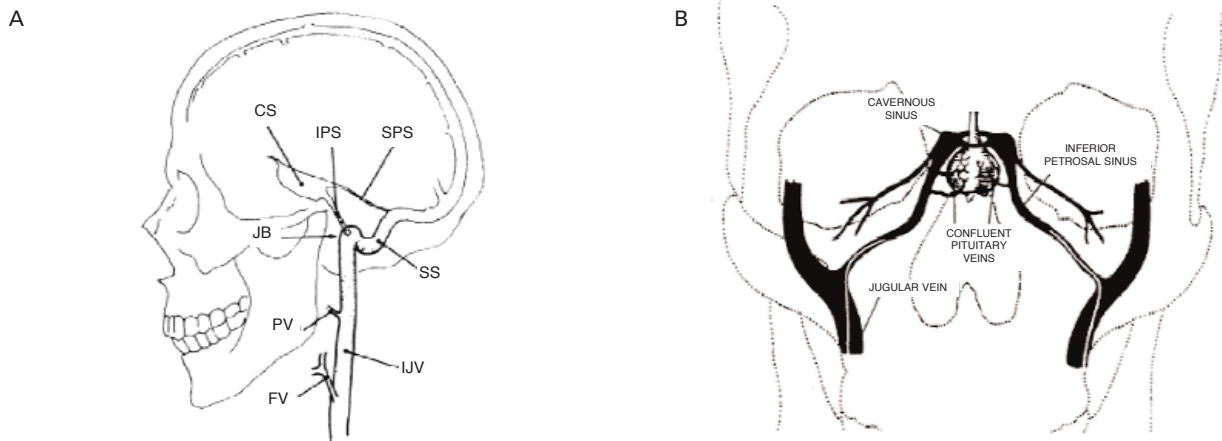 A
CS
IPS
SPS
JB
SS
PV
IJV
FV
B
CAVERNOUS
SINUS
INFERIOR
PETROSAL SINUS
CONFLUENT
PITUITARY
VEINS
JUGULAR VEIN